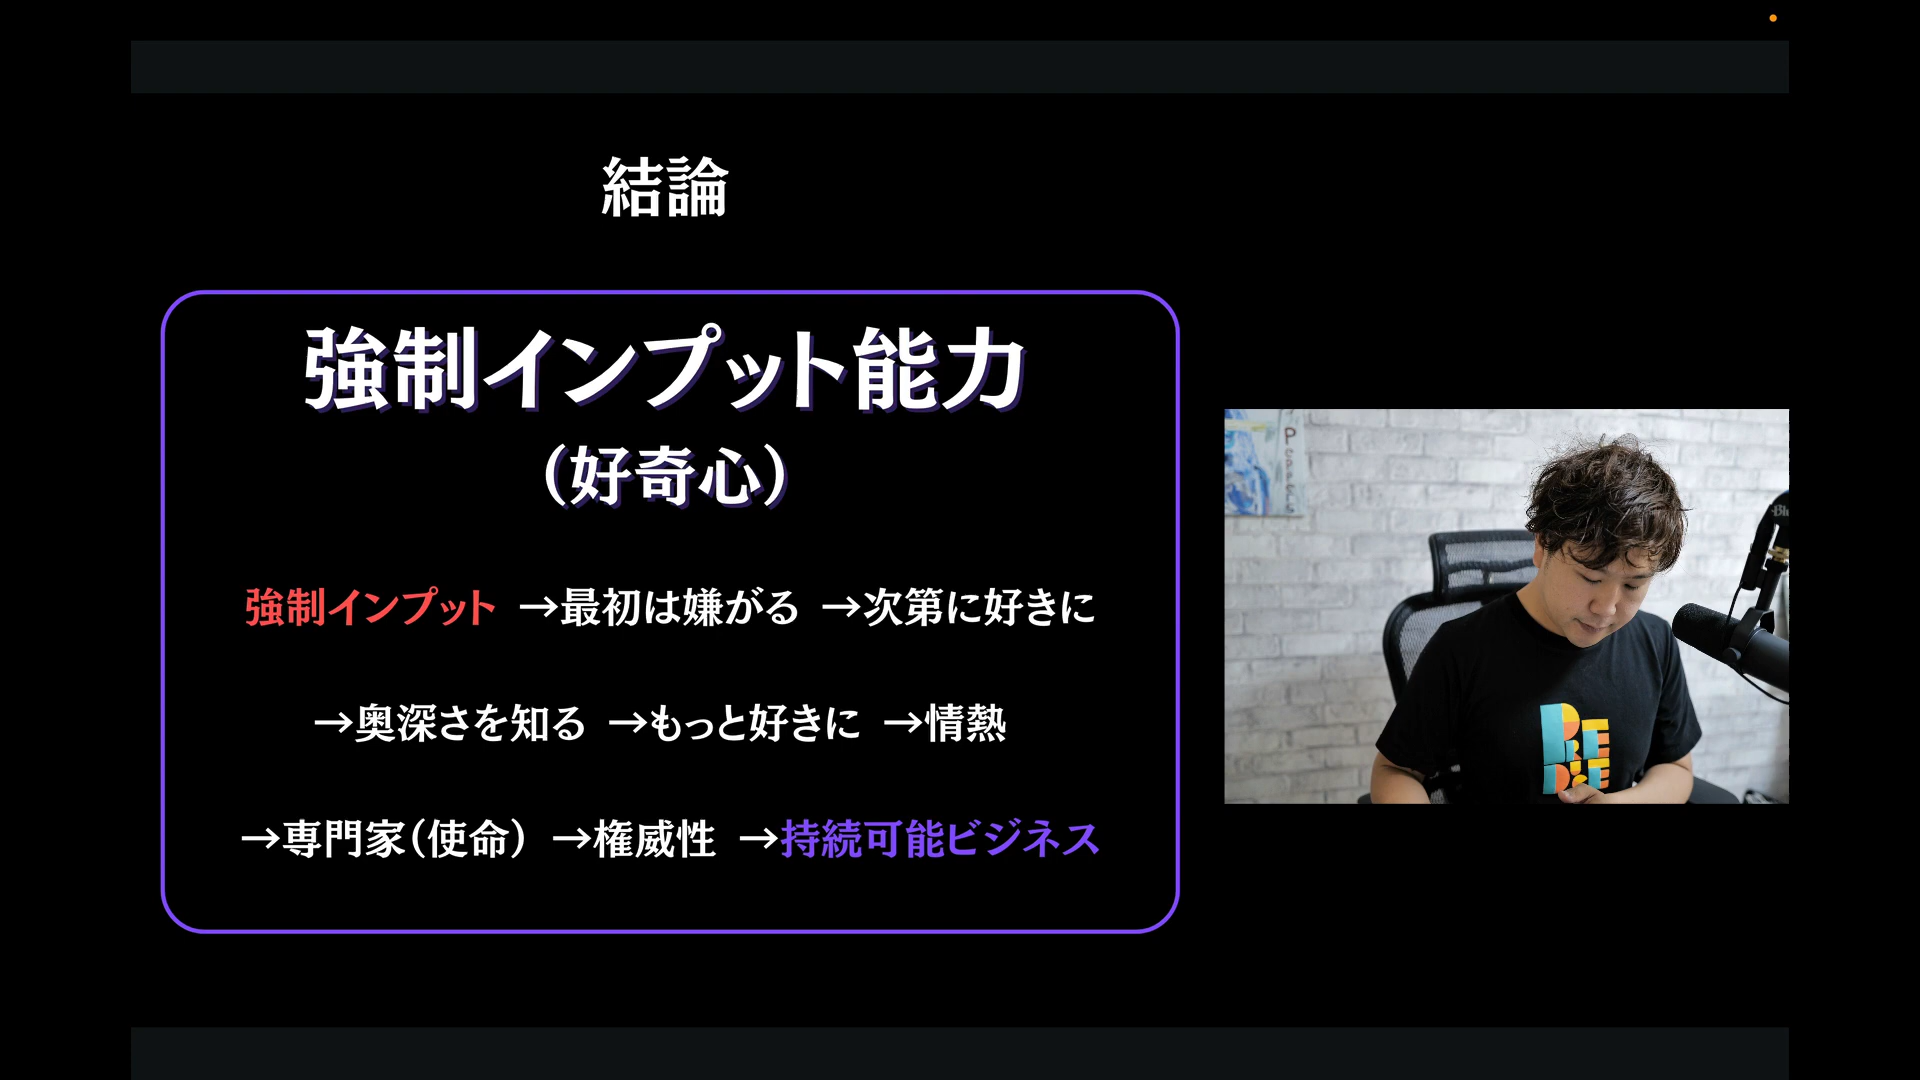 結論
強制インプット能力
（好奇心）
強制インプット →最初は嫌がる →次第に好きに
→奥深さを知る →もっと好きに →情熱
→専門家（使命） →権威性 →持続可能ビジネス